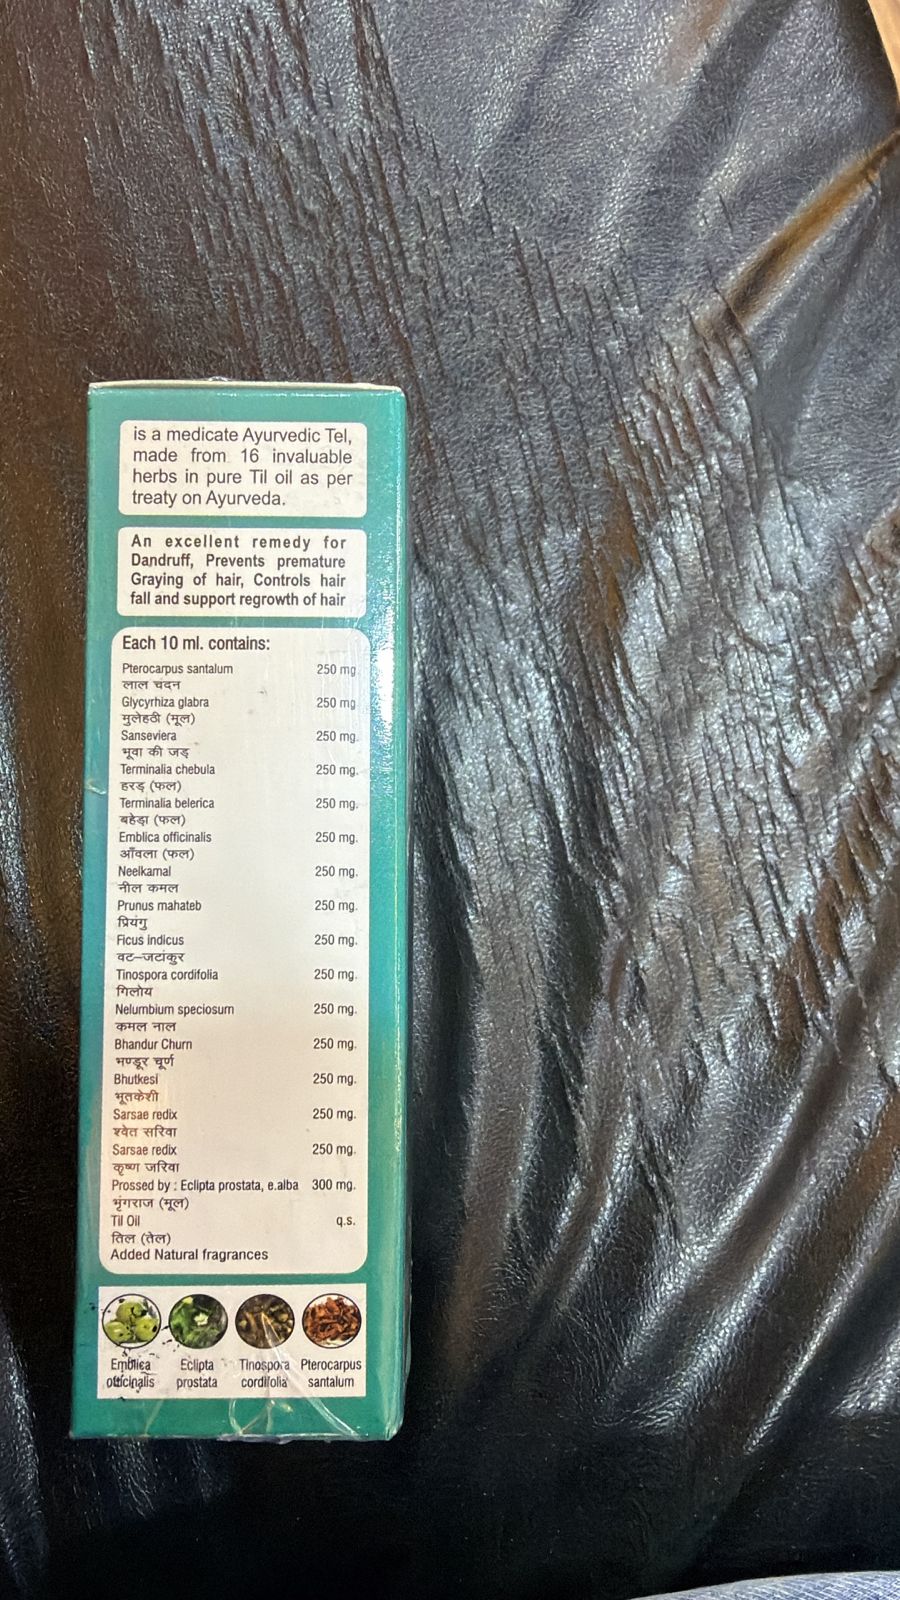 is a medicate Ayurvedic Tel,
made from 16 invaluable
herbs in pure Til oil as per
treaty on Ayurveda.
An excellent remedy for
Dandruff, Prevents premature
Graying of hair, Controls hair
fall and support regrowth of hair
Each 10 ml. contains:
Pterocarpus santalum 250 mg.
लाल चंदन
Glycyrhiza glabra 250 mg
मुलेहठी (मूल)
Sanseviera 250 mg.
भूवा की जड़
Terminalia chebula 250 mg.
हरड़ (फल)
Terminalia belerica 250 mg.
बहेड़ा (फल)
Emblica officinalis 250 mg.
आँवला (फल)
Neelkamal 250 mg.
नील कमल
Prunus mahateb 250 mg.
प्रियंगु
Ficus indicus 250 mg.
वट–जटांकुर
Tinospora cordifolia 250 mg.
गिलोय
Nelumbium speciosum 250 mg.
कमल नाल
Bhandur Churn 250 mg.
भण्डूर चूर्ण
Bhutkesi 250 mg.
भूतकेशी
Sarsae redix 250 mg.
श्वेत सरिवा
Sarsae redix 250 mg.
कृष्ण जरिवा
Prossed by : Eclipta prostata, e.alba 300 mg.
भृंगराज (मूल)
Til Oil q.s.
तिल (तेल)
Added Natural fragrances
Emblica Eclipta Tinospora Pterocarpus
officinalis prostata cordifolia santalum